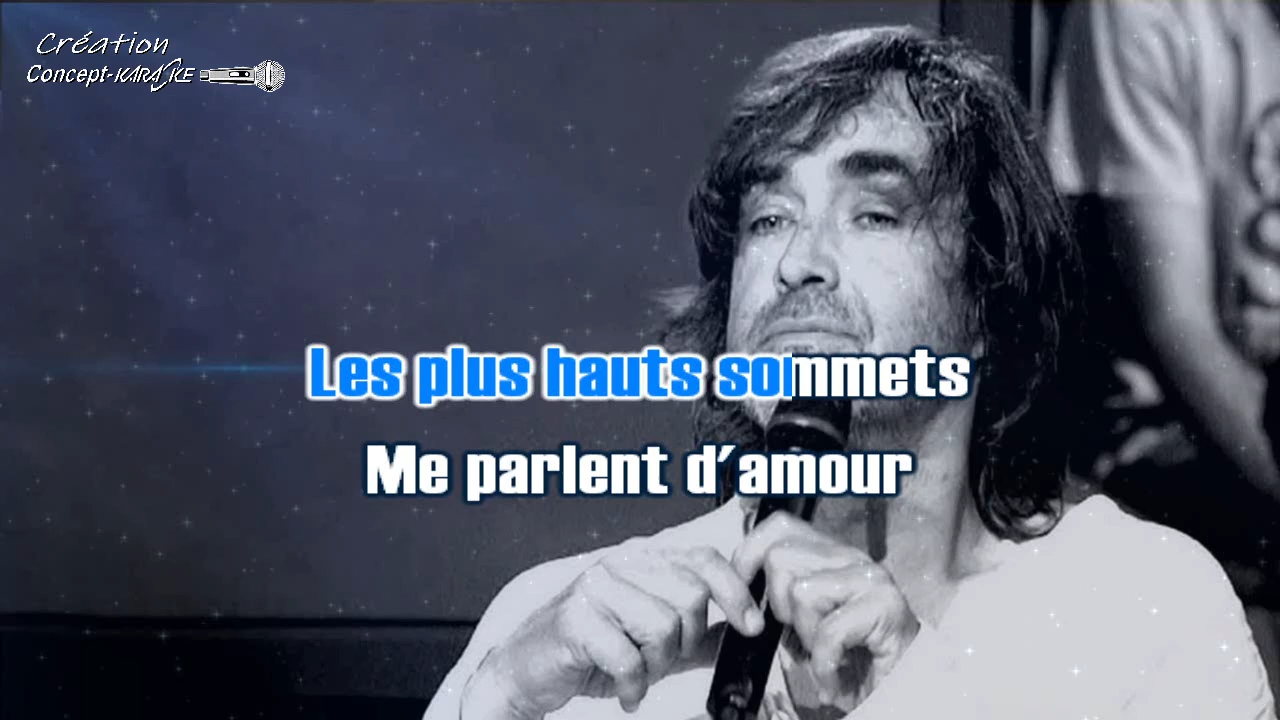 Création
Concept-KARAOKE
Les plus hauts sommets
Me parlent d'amour